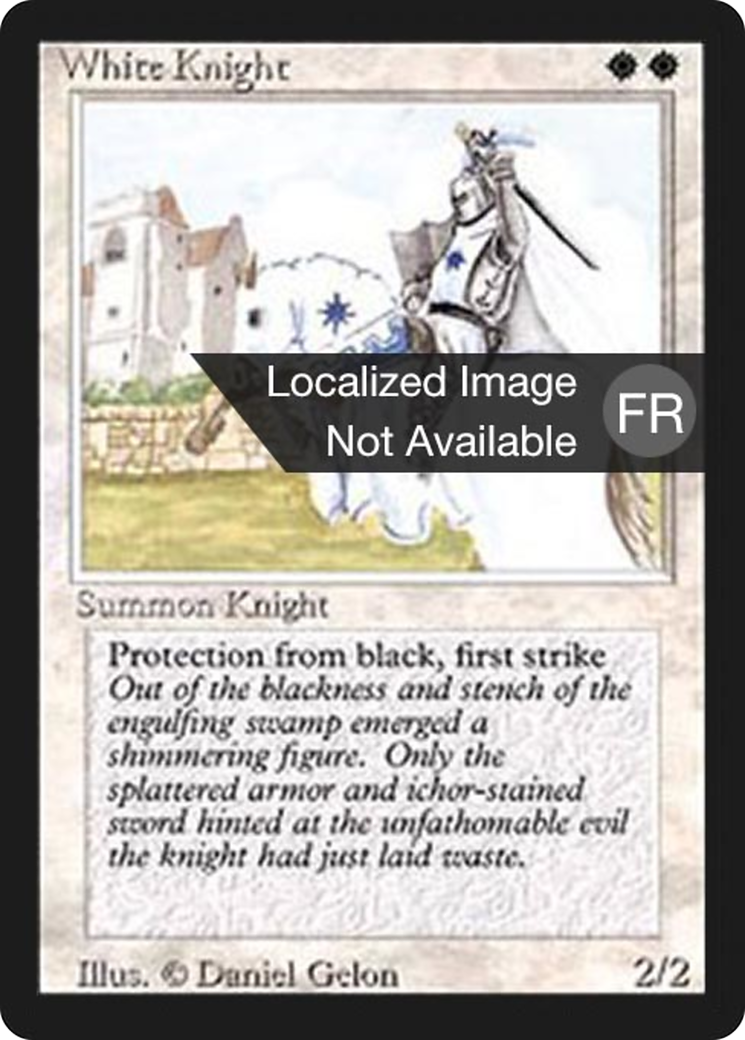 White Knight
Localized Image
Not Available
FR
Summon Knight
Protection from black, first strike
Out of the blackness and stench of the
engulfing swamp emerged a
shimmering figure. Only the
splattered armor and ichor-stained
sword hinted at the unfathomable evil
the knight had just laid waste.
Illus. © Daniel Gelon
2/2